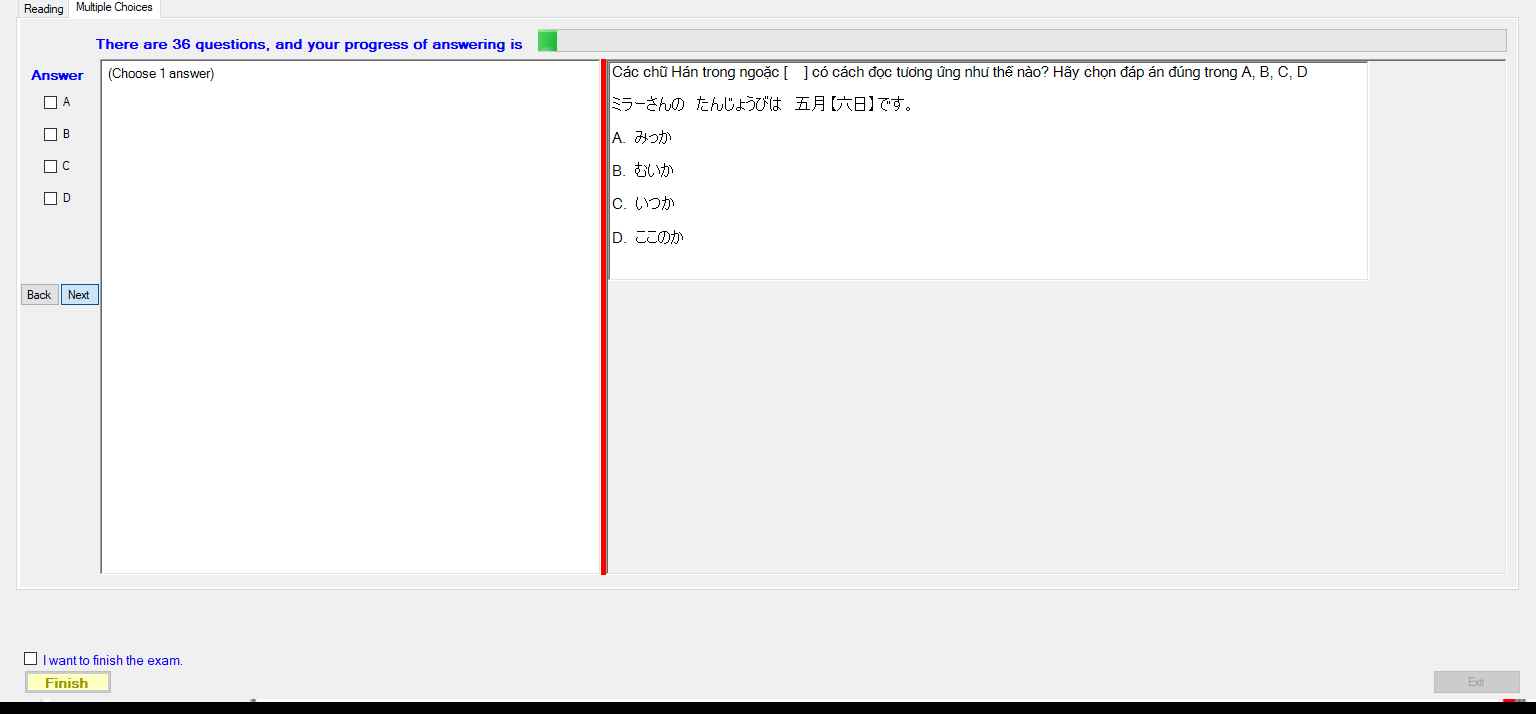 Reading
Multiple Choices
There are 36 questions, and your progress of answering is
Answer
A
B
C
D
Back
Next
(Choose 1 answer)
Các chữ Hán trong ngoặc [ ] có cách đọc tương ứng như thế nào? Hãy chọn đáp án đúng trong A, B, C, D
ミラーさんの たんじょうびは 五月【六日】です。
A. みっか
B. むいか
C. いつか
D. ここのか
I want to finish the exam.
Finish
Exit